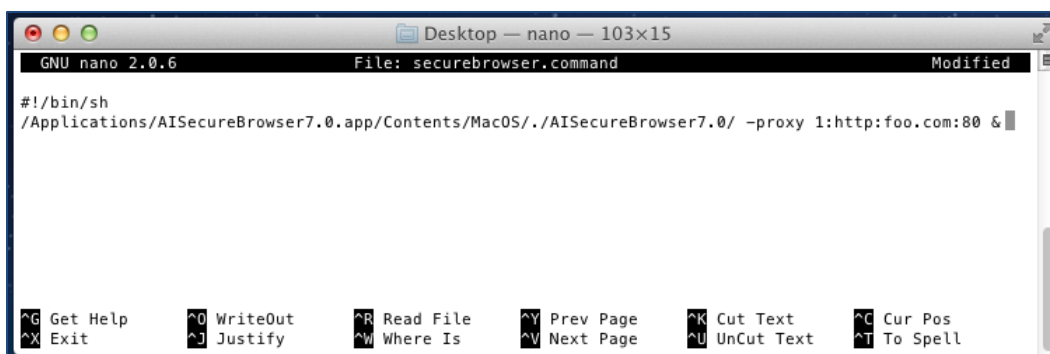 Desktop — nano — 103×15
GNU nano 2.0.6 File: securebrowser.command Modified
#!/bin/sh
/Applications/AISecureBrowser7.0.app/Contents/MacOS/./AISecureBrowser7.0/ -proxy 1:http:foo.com:80 &
^G Get Help ^O WriteOut ^R Read File ^Y Prev Page ^K Cut Text ^C Cur Pos
^X Exit ^J Justify ^W Where Is ^V Next Page ^U UnCut Text ^T To Spell